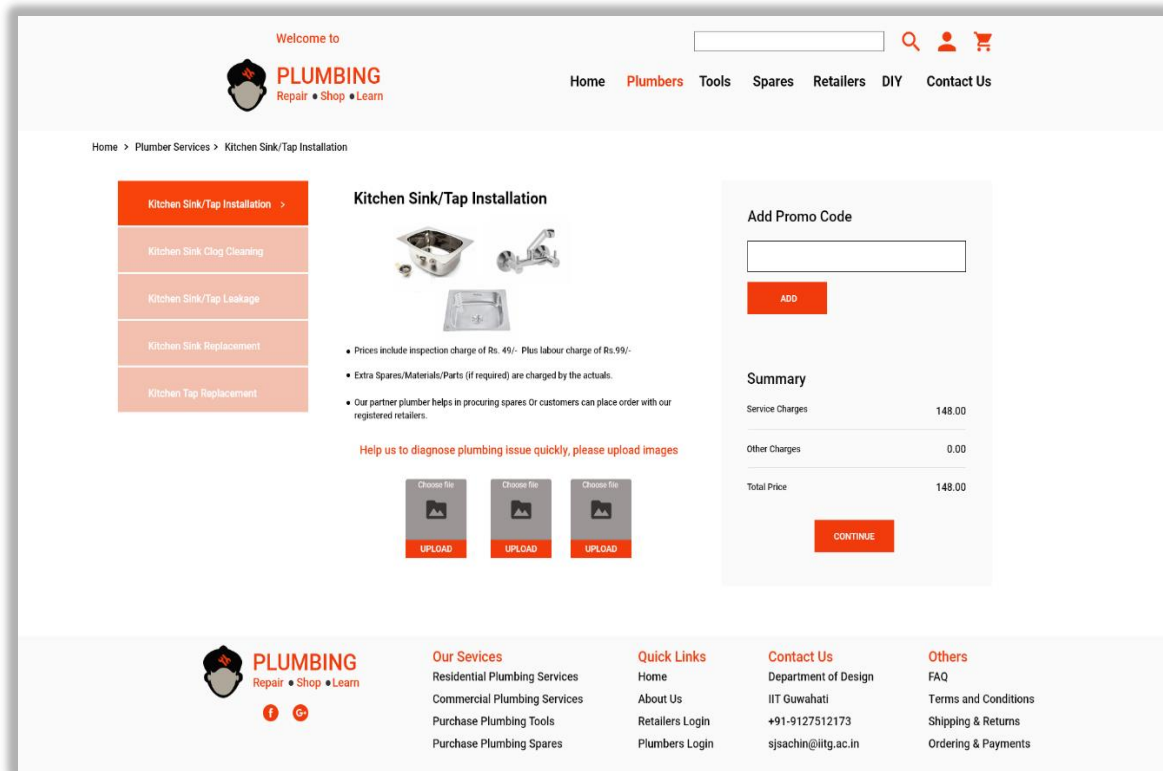 Welcome to
PLUMBING
Repair • Shop • Learn
Home Plumbers Tools Spares Retailers DIY Contact Us
Home > Plumber Services > Kitchen Sink/Tap Installation
Kitchen Sink/Tap Installation >
Kitchen Sink Clog Cleaning
Kitchen Sink/Tap Leakage
Kitchen Sink Replacement
Kitchen Tap Replacement
Kitchen Sink/Tap Installation
• Prices include inspection charge of Rs. 49/- Plus labour charge of Rs.99/-
• Extra Spares/Materials/Parts (if required) are charged by the actuals.
• Our partner plumber helps in procuring spares Or customers can place order with our
registered retailers.
Help us to diagnose plumbing issue quickly, please upload images
Choose file Choose file Choose file
UPLOAD UPLOAD UPLOAD
Add Promo Code
ADD
Summary
Service Charges 148.00
Other Charges 0.00
Total Price 148.00
CONTINUE
PLUMBING
Repair • Shop • Learn
f G+
Our Sevices
Residential Plumbing Services
Commercial Plumbing Services
Purchase Plumbing Tools
Purchase Plumbing Spares
Quick Links
Home
About Us
Retailers Login
Plumbers Login
Contact Us
Department of Design
IIT Guwahati
+91-9127512173
sjsachin@iitg.ac.in
Others
FAQ
Terms and Conditions
Shipping & Returns
Ordering & Payments